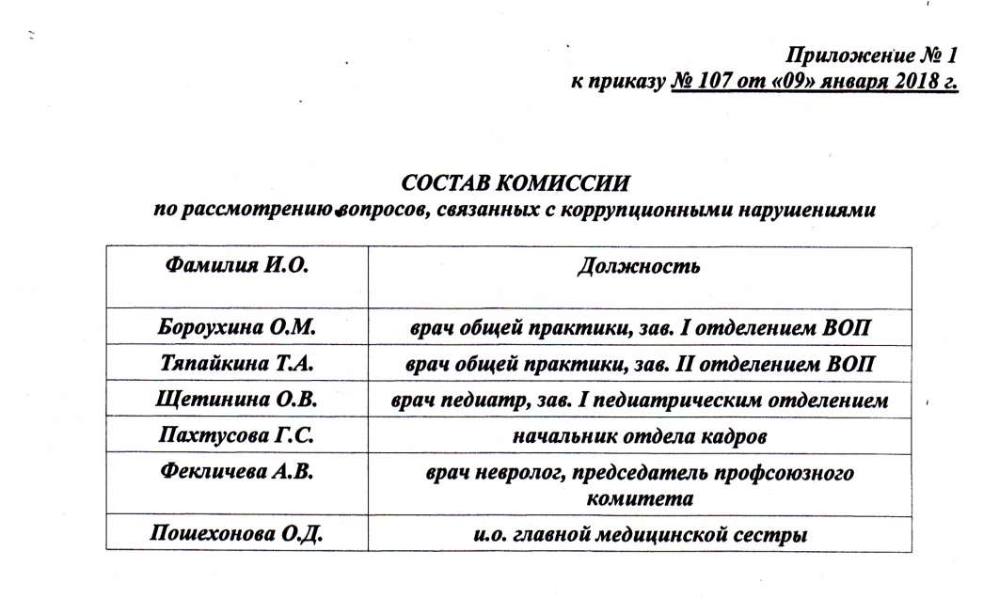 Приложение № 1
к приказу № 107 от «09» января 2018 г.
СОСТАВ КОМИССИИ
по рассмотрению вопросов, связанных с коррупционными нарушениями
Фамилия И.О. Должность
Бороухина О.М. врач общей практики, зав. I отделением ВОП
Тяпайкина Т.А. врач общей практики, зав. II отделением ВОП
Щетинина О.В. врач педиатр, зав. I педиатрическим отделением
Пахтусова Г.С. начальник отдела кадров
Фекличева А.В. врач невролог, председатель профсоюзного
комитета
Пошехонова О.Д. и.о. главной медицинской сестры